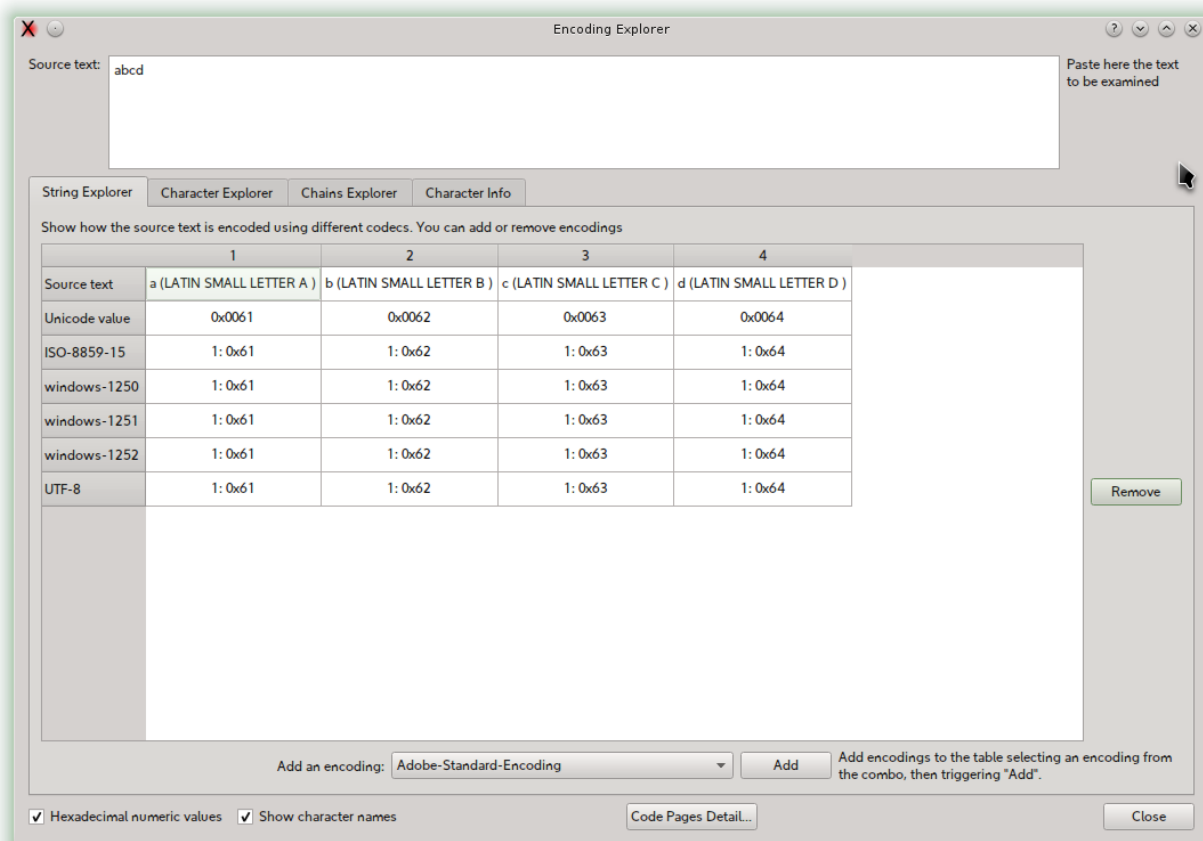 Encoding Explorer
Source text:
abcd
Paste here the text
to be examined
String Explorer Character Explorer Chains Explorer Character Info
Show how the source text is encoded using different codecs. You can add or remove encodings
1 2 3 4
Source text a (LATIN SMALL LETTER A ) b (LATIN SMALL LETTER B ) c (LATIN SMALL LETTER C ) d (LATIN SMALL LETTER D )
Unicode value 0x0061 0x0062 0x0063 0x0064
ISO-8859-15 1: 0x61 1: 0x62 1: 0x63 1: 0x64
windows-1250 1: 0x61 1: 0x62 1: 0x63 1: 0x64
windows-1251 1: 0x61 1: 0x62 1: 0x63 1: 0x64
windows-1252 1: 0x61 1: 0x62 1: 0x63 1: 0x64
UTF-8 1: 0x61 1: 0x62 1: 0x63 1: 0x64
Remove
Add an encoding: Adobe-Standard-Encoding Add
Add encodings to the table selecting an encoding from
the combo, then triggering "Add".
Hexadecimal numeric values Show character names Code Pages Detail... Close